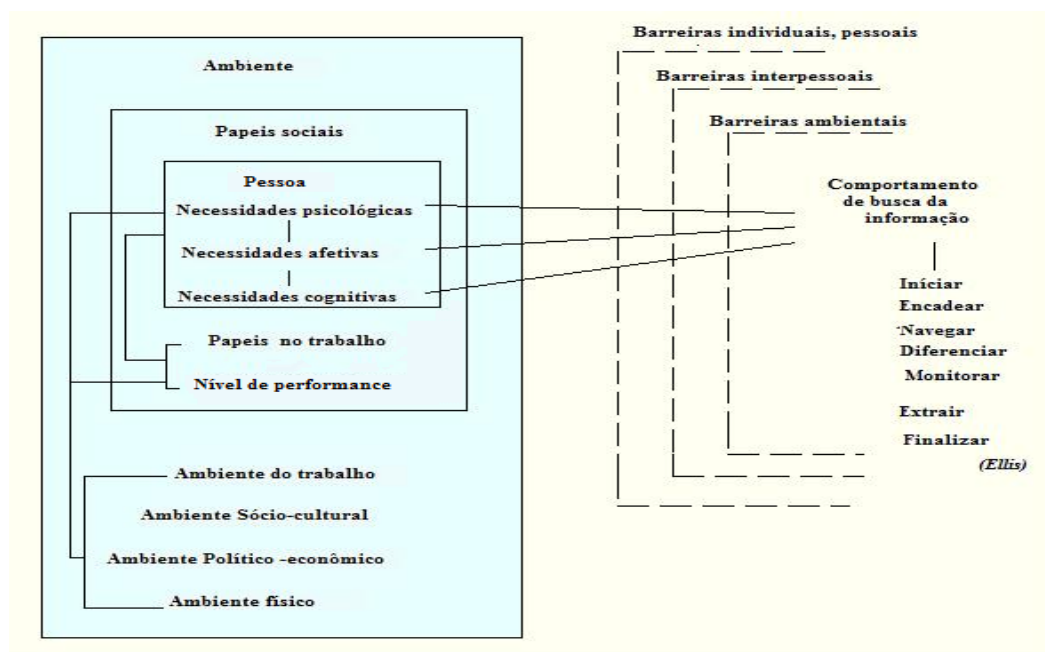 Ambiente
Papeis sociais
Pessoa
Necessidades psicológicas
Necessidades afetivas
Necessidades cognitivas
Papeis no trabalho
Nível de performance
Ambiente do trabalho
Ambiente Sócio-cultural
Ambiente Político -econômico
Ambiente físico
Barreiras individuais, pessoais
Barreiras interpessoais
Barreiras ambientais
Comportamento
de busca da
informação
Iníciar
Encadear
Navegar
Diferenciar
Monitorar
Extrair
Finalizar
(Ellis)